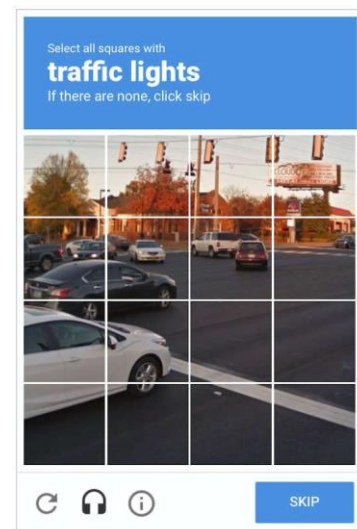 Select all squares with
traffic lights
If there are none, click skip
SKIP